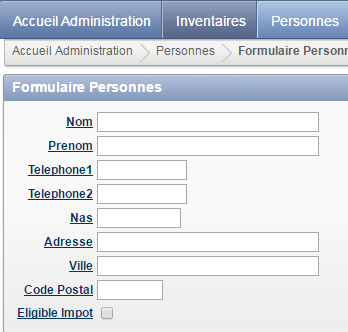 Accueil Administration Inventaires Personnes
Accueil Administration Personnes Formulaire Personn
Formulaire Personnes
Nom
Prenom
Telephone1
Telephone2
Nas
Adresse
Ville
Code Postal
Eligible Impot